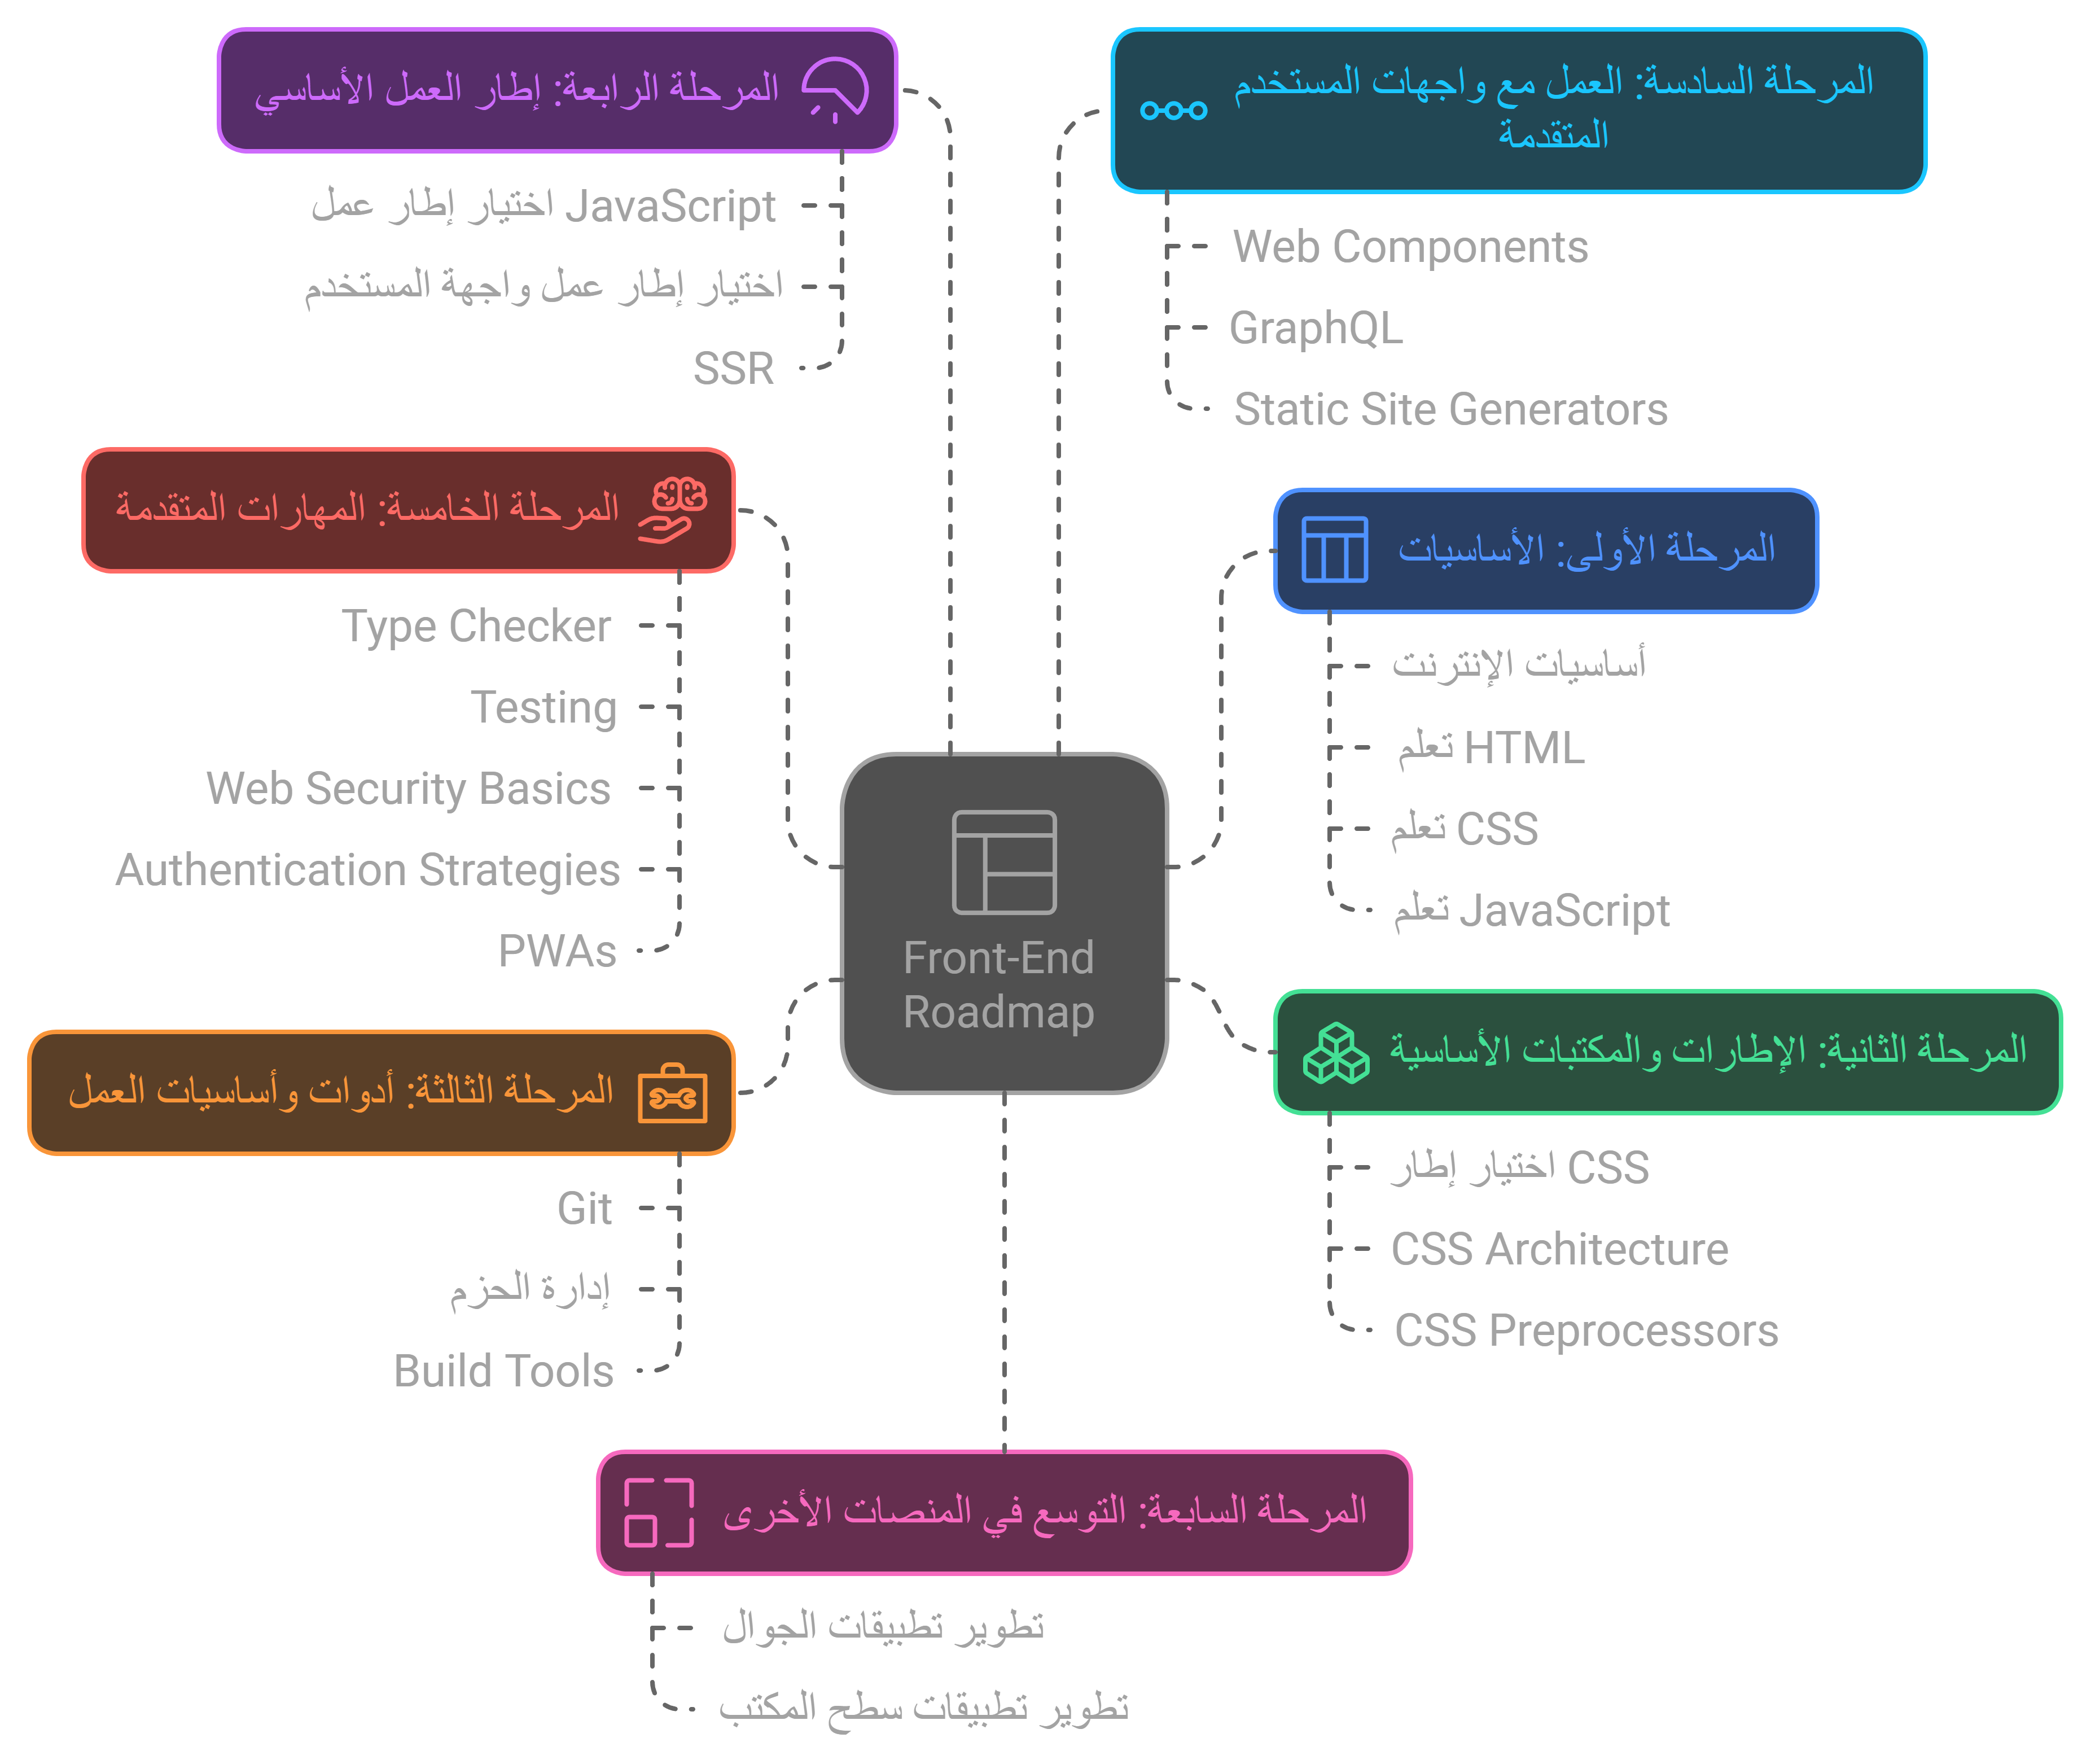 المرحلة الرابعة: إطار العمل الأساسي
اختيار إطار عمل JavaScript
اختيار إطار عمل واجهة المستخدم
SSR
المرحلة السادسة: العمل مع واجهات المستخدم
المتقدمة
Web Components
GraphQL
Static Site Generators
المرحلة الخامسة: المهارات المتقدمة
Type Checker
Testing
Web Security Basics
Authentication Strategies
PWAs
المرحلة الأولى: الأساسيات
أساسيات الإنترنت
تعلم HTML
تعلم CSS
تعلم JavaScript
Front-End
Roadmap
المرحلة الثالثة: أدوات وأساسيات العمل
Git
إدارة الحزم
Build Tools
المرحلة الثانية: الإطارات والمكتبات الأساسية
اختيار إطار CSS
CSS Architecture
CSS Preprocessors
المرحلة السابعة: التوسع في المنصات الأخرى
تطوير تطبيقات الجوال
تطوير تطبيقات سطح المكتب